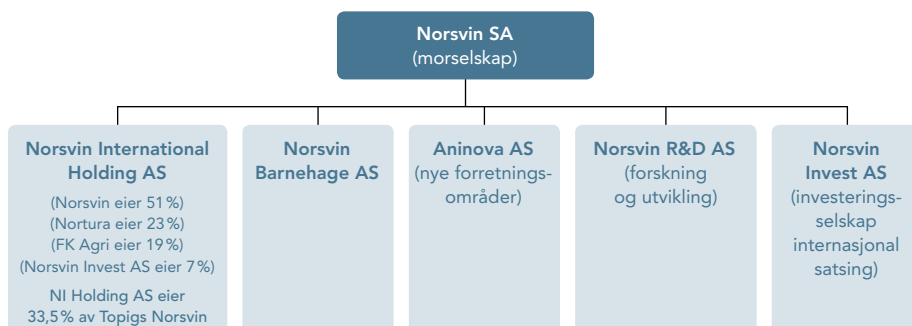 Norsvin SA
(morselskap)
Norsvin International
Holding AS
(Norsvin eier 51 %)
(Nortura eier 23 %)
(FK Agri eier 19 %)
(Norsvin Invest AS eier 7 %)
NI Holding AS eier
33,5 % av Topigs Norsvin
Norsvin
Barnehage AS
Aninova AS
(nye forretnings-
områder)
Norsvin R&D AS
(forskning
og utvikling)
Norsvin
Invest AS
(investerings-
selskap
internasjonal
satsing)